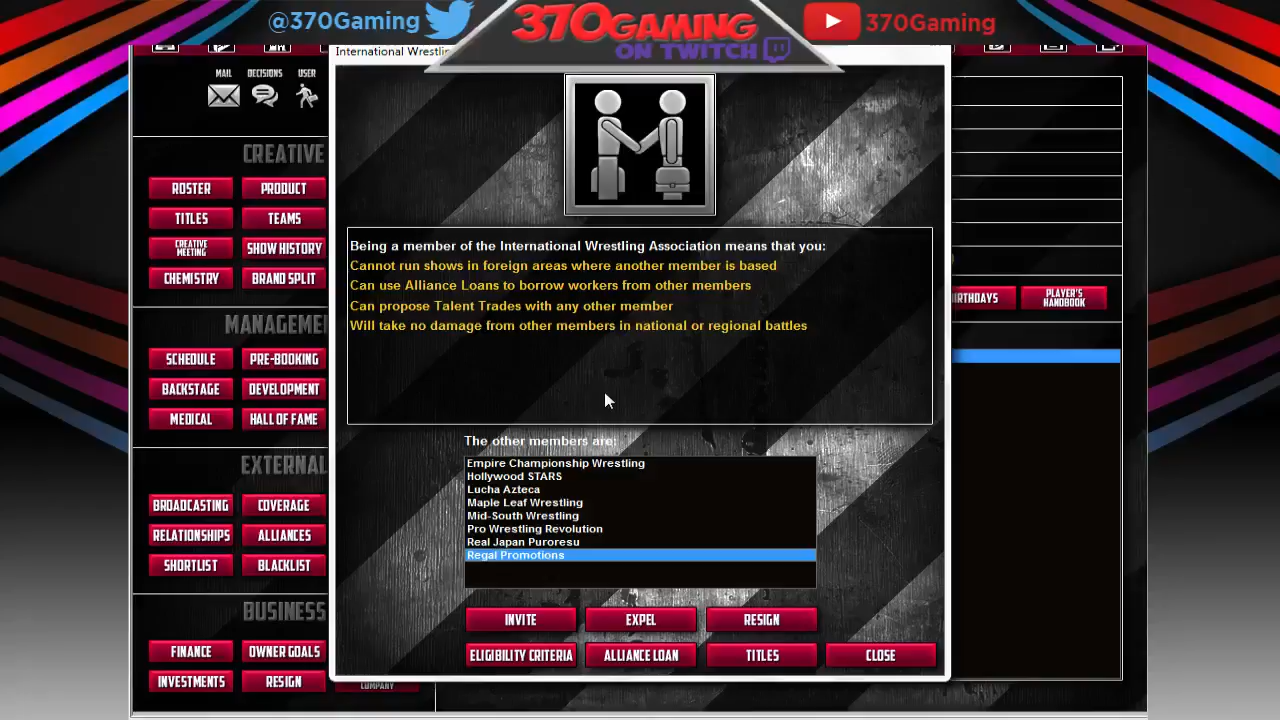 @370Gaming
370GAMING
ON TWITCH
370GAMING
International Wrestlin
MAIL
DECISIONS
USER
CREATIVE
ROSTER
PRODUCT
TITLES
TEAMS
CREATIVE MEETING
SHOW HISTORY
CHEMISTRY
BRAND SPLIT
MANAGEME
SCHEDULE
PRE-BOOKING
BACKSTAGE
DEVELOPMENT
MEDICAL
HALL OF FAME
EXTERNAL
BROADCASTING
COVERAGE
RELATIONSHIPS
ALLIANCES
SHORTLIST
BLACKLIST
BUSINESS
FINANCE
OWNER GOALS
INVESTMENTS
RESIGN
COMPANY
Being a member of the International Wrestling Association means that you:
Cannot run shows in foreign areas where another member is based
Can use Alliance Loans to borrow workers from other members
Can propose Talent Trades with any other member
Will take no damage from other members in national or regional battles
The other members are:
Empire Championship Wrestling
Hollywood STARS
Lucha Azteca
Maple Leaf Wrestling
Mid-South Wrestling
Pro Wrestling Revolution
Real Japan Puroresu
Regal Promotions
INVITE
EXPEL
RESIGN
ELIGIBILITY CRITERIA
ALLIANCE LOAN
TITLES
CLOSE
IRTHDAYS
PLAYER'S
HANDBOOK